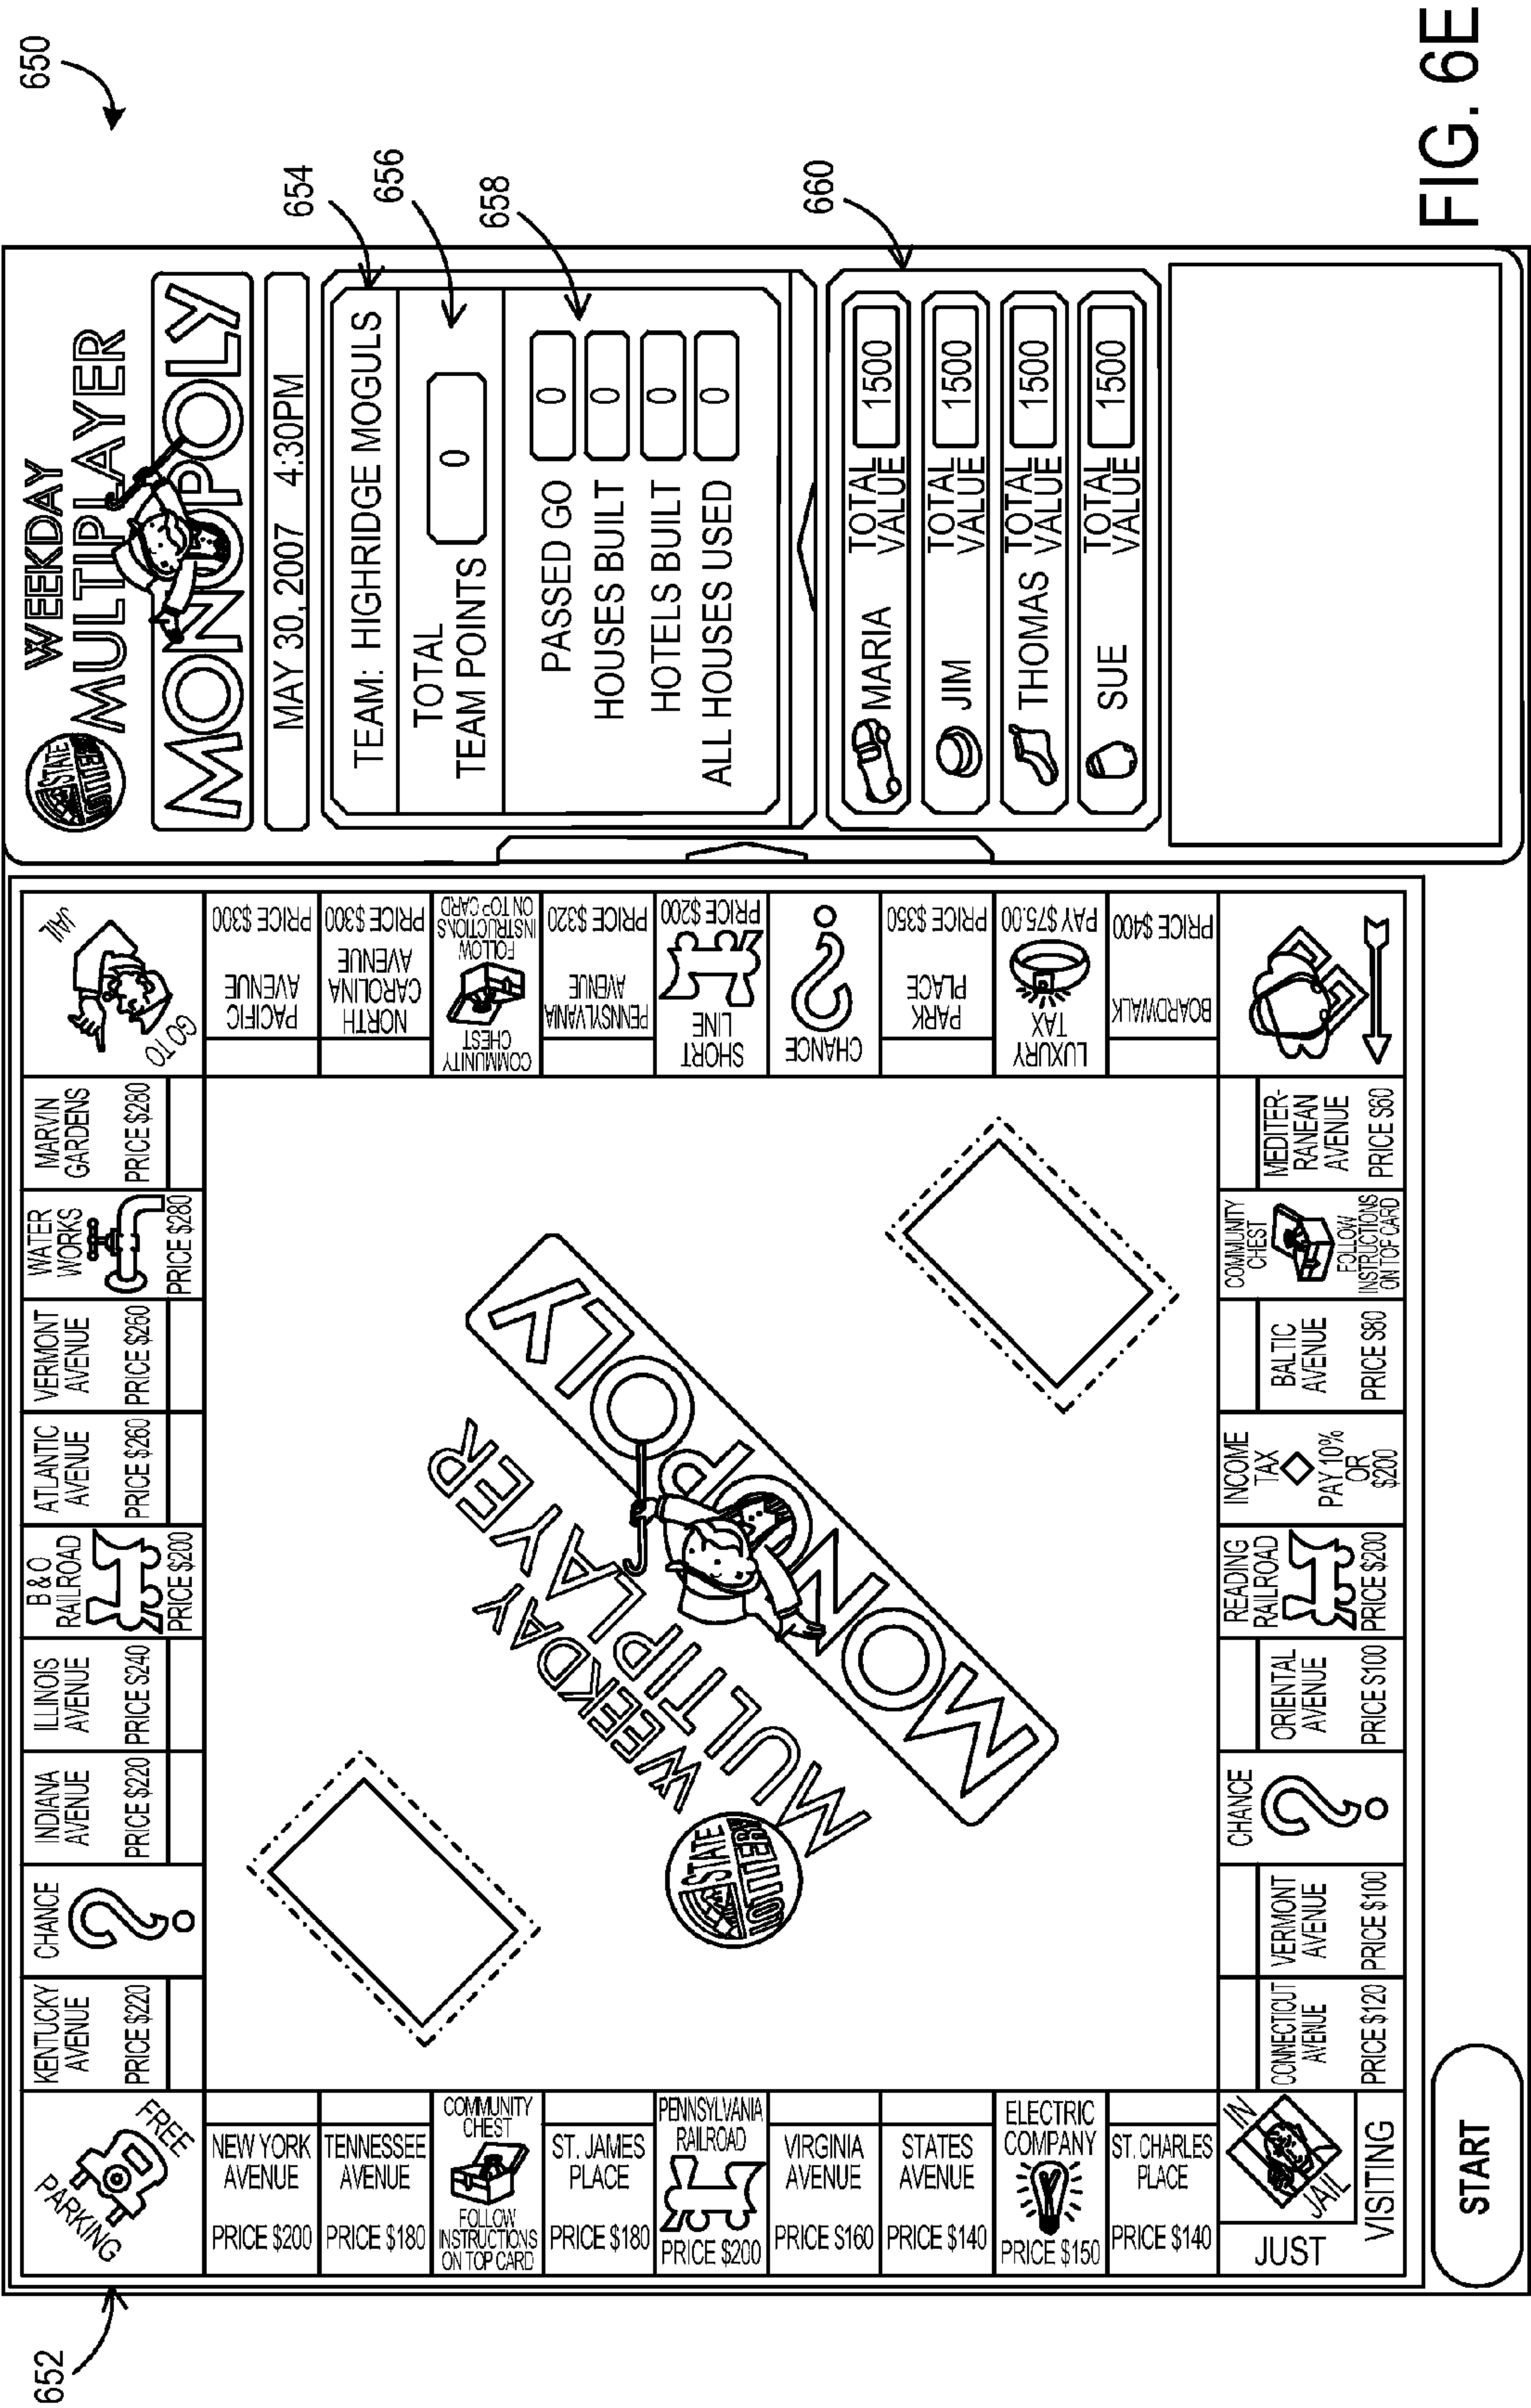 650
WEEKDAY
MULTIPLAYER
MONOPOLY
STATE
LOTTERY
MAY 30, 2007 4:30PM
654
TEAM: HIGHRIDGE MOGULS
656
TOTAL
TEAM POINTS 0
658
PASSED GO 0
HOUSES BUILT 0
HOTELS BUILT 0
ALL HOUSES USED 0
660
MARIA TOTAL VALUE 1500
JIM TOTAL VALUE 1500
THOMAS TOTAL VALUE 1500
SUE TOTAL VALUE 1500
652
FREE
PARKING
KENTUCKY
AVENUE
PRICE $220
CHANCE
INDIANA
AVENUE
PRICE $220
ILLINOIS
AVENUE
PRICE $240
B & O
RAILROAD
PRICE $200
ATLANTIC
AVENUE
PRICE $260
VERMONT
AVENUE
PRICE $260
WATER
WORKS
PRICE $280
MARVIN
GARDENS
PRICE $280
GO TO
JAIL
PACIFIC
AVENUE
PRICE $300
NORTH
CAROLINA
AVENUE
PRICE $300
COMMUNITY
CHEST
FOLLOW
INSTRUCTIONS
ON TOP CARD
PENNSYLVANIA
AVENUE
PRICE $320
SHORT
LINE
PRICE $200
CHANCE
PARK
PLACE
PRICE $350
LUXURY
TAX
PAY $75.00
BOARDWALK
PRICE $400
NEW YORK
AVENUE
PRICE $200
TENNESSEE
AVENUE
PRICE $180
COMMUNITY
CHEST
FOLLOW
INSTRUCTIONS
ON TOP CARD
ST. JAMES
PLACE
PRICE $180
PENNSYLVANIA
RAILROAD
PRICE $200
VIRGINIA
AVENUE
PRICE $160
STATES
AVENUE
PRICE $140
ELECTRIC
COMPANY
PRICE $150
ST. CHARLES
PLACE
PRICE $140
STATE
LOTTERY
WEEKDAY
MULTIPLAYER
MONOPOLY
IN
JAIL
JUST
VISITING
CONNECTICUT
AVENUE
PRICE $120
VERMONT
AVENUE
PRICE $100
CHANCE
ORIENTAL
AVENUE
PRICE $100
READING
RAILROAD
PRICE $200
INCOME
TAX
PAY 10%
OR
$200
BALTIC
AVENUE
PRICE $80
COMMUNITY
CHEST
FOLLOW
INSTRUCTIONS
ON TOP CARD
MEDITER-
RANEAN
AVENUE
PRICE $60
START
FIG. 6E